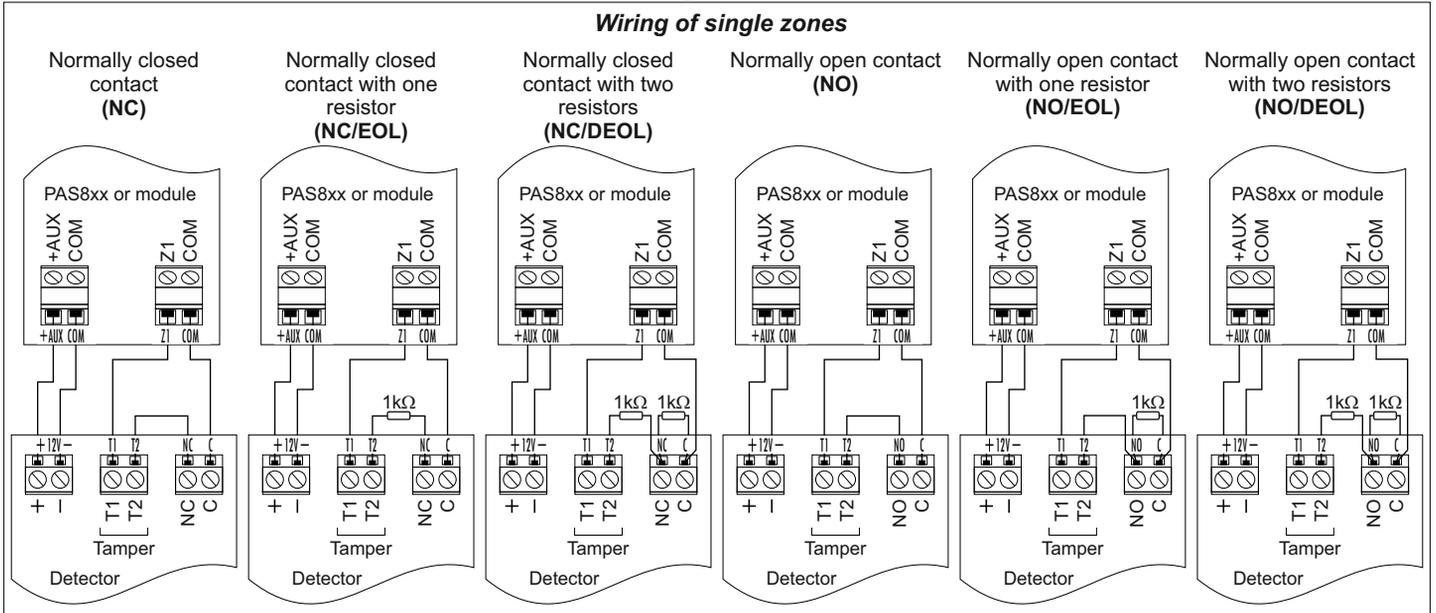 Wiring of single zones
Normally closed
contact
(NC)
PAS8xx or module
+AUX
COM
Z1
COM
+AUX COM
Z1 COM
+ 12V –
T1 T2
NC C
+
–
T1
T2
NC
C
Tamper
Detector
Normally closed
contact with one
resistor
(NC/EOL)
PAS8xx or module
+AUX
COM
Z1
COM
+AUX COM
Z1 COM
1kΩ
+ 12V –
T1 T2
NC C
+
–
T1
T2
NC
C
Tamper
Detector
Normally closed
contact with two
resistors
(NC/DEOL)
PAS8xx or module
+AUX
COM
Z1
COM
+AUX COM
Z1 COM
1kΩ 1kΩ
+ 12V –
T1 T2
NC C
+
–
T1
T2
NC
C
Tamper
Detector
Normally open contact
(NO)
PAS8xx or module
+AUX
COM
Z1
COM
+AUX COM
Z1 COM
+ 12V –
T1 T2
NO C
+
–
T1
T2
NO
C
Tamper
Detector
Normally open contact
with one resistor
(NO/EOL)
PAS8xx or module
+AUX
COM
Z1
COM
+AUX COM
Z1 COM
1kΩ
+ 12V –
T1 T2
NO C
+
–
T1
T2
NO
C
Tamper
Detector
Normally open contact
with two resistors
(NO/DEOL)
PAS8xx or module
+AUX
COM
Z1
COM
+AUX COM
Z1 COM
1kΩ 1kΩ
+ 12V –
T1 T2
NO C
+
–
T1
T2
NO
C
Tamper
Detector